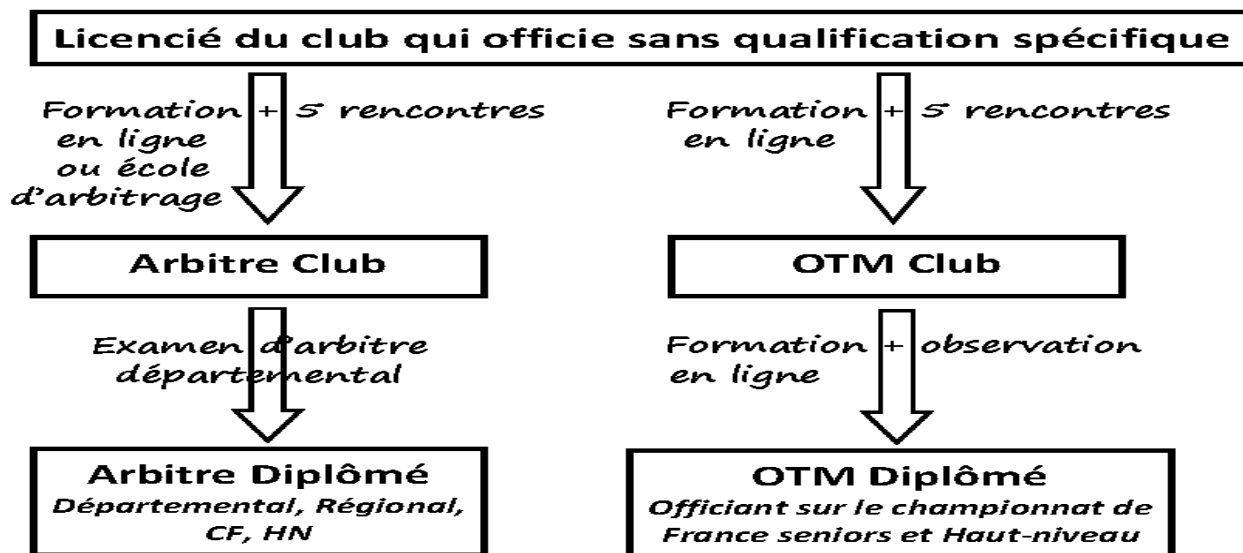 Licencié du club qui officie sans qualification spécifique
Formation + 5 rencontres
en ligne
ou école
d'arbitrage
Formation + 5 rencontres
en ligne
Arbitre Club
OTM Club
Examen d'arbitre
départemental
Formation + observation
en ligne
Arbitre Diplômé
Départemental, Régional,
CF, HN
OTM Diplômé
Officiant sur le championnat de
France seniors et Haut-niveau